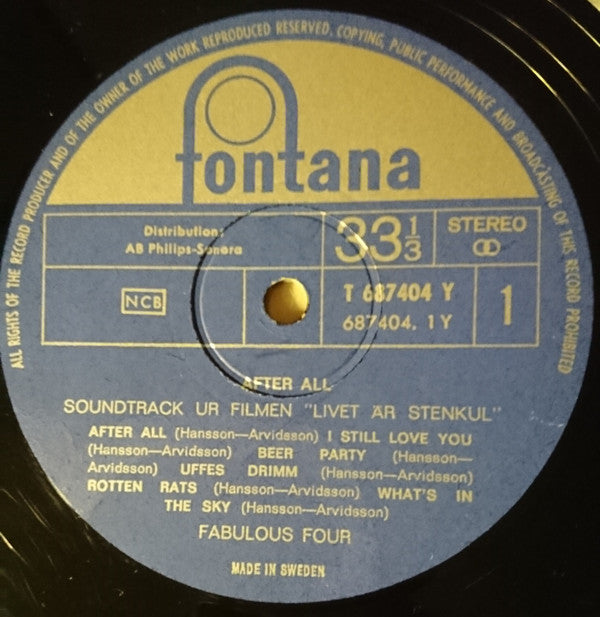 ALL RIGHTS OF THE RECORD PRODUCER AND OF THE OWNER OF THE WORK REPRODUCED RESERVED. COPYING, PUBLIC PERFORMANCE AND BROADCASTING OF THIS RECORD PROHIBITED
fontana
Distribution:
AB Philips-Sonora
33 1/3
STEREO
NCB
T 687404 Y
687404. 1Y
1
AFTER ALL
SOUNDTRACK UR FILMEN "LIVET ÄR STENKUL"
AFTER ALL (Hansson—Arvidsson) I STILL LOVE YOU
(Hansson—Arvidsson) BEER PARTY (Hansson—
Arvidsson) UFFES DRIMM (Hansson—Arvidsson)
ROTTEN RATS (Hansson—Arvidsson) WHAT'S IN
THE SKY (Hansson—Arvidsson)
FABULOUS FOUR
MADE IN SWEDEN